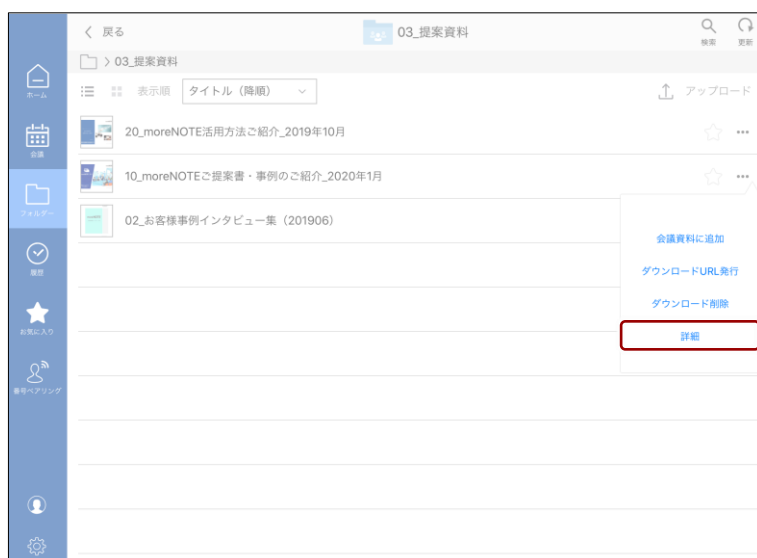 戻る
03_提案資料
検索
更新
03_提案資料
表示順
タイトル（降順）
アップロード
20_moreNOTE活用方法ご紹介_2019年10月
10_moreNOTEご提案書・事例のご紹介_2020年1月
02_お客様事例インタビュー集（201906）
会議資料に追加
ダウンロードURL発行
ダウンロード削除
詳細
ホーム
会議
フォルダー
履歴
お気に入り
番号ペアリング